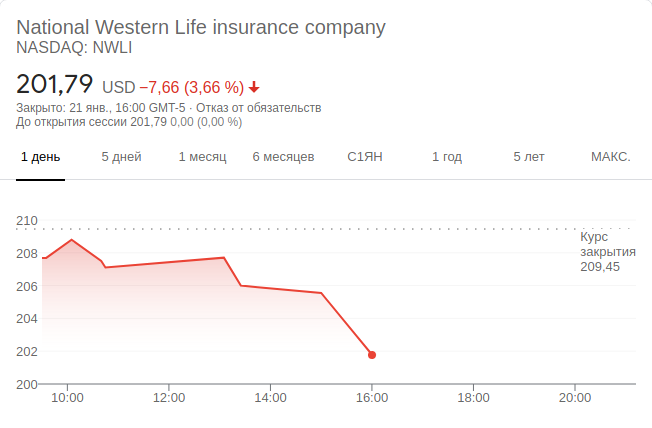 National Western Life insurance company
NASDAQ: NWLI
201,79 USD −7,66 (3,66 %)
Закрыто: 21 янв., 16:00 GMT-5 · Отказ от обязательств
До открытия сессии 201,79 0,00 (0,00 %)
1 день 5 дней 1 месяц 6 месяцев С1ЯН 1 год 5 лет МАКС.
210
Курс
закрытия
209,45
208
206
204
202
200
10:00 12:00 14:00 16:00 18:00 20:00